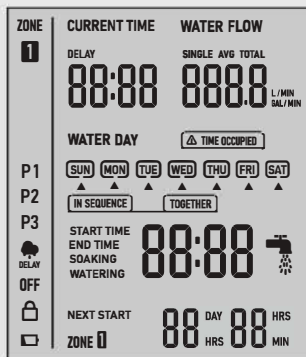 ZONE CURRENT TIME WATER FLOW
1 DELAY SINGLE AVG TOTAL
88:88 888.8 L/MIN
GAL/MIN
WATER DAY TIME OCCUPIED
P1 SUN MON TUE WED THU FRI SAT
P2 IN SEQUENCE TOGETHER
P3 START TIME
END TIME
DELAY SOAKING
OFF WATERING
88:88
NEXT START 88 DAY 88 HRS
ZONE 1 HRS MIN